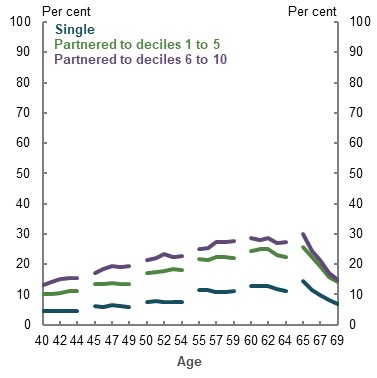 Per cent Per cent
100 100
Single
Partnered to deciles 1 to 5
90 90
Partnered to deciles 6 to 10
80 80
70 70
60 60
50 50
40 40
30 30
20 20
10 10
0 0
40 42 44 45 47 49 50 52 54 55 57 59 60 62 64 65 67 69
Age